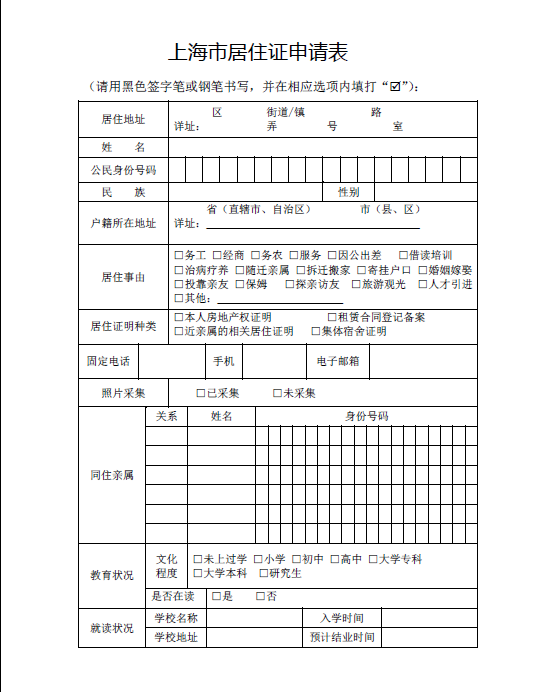 上海市居住证申请表
（请用黑色签字笔或钢笔书写，并在相应选项内填打“☑”）：
居住地址 区 街道/镇 路
详址： 弄 号 室
姓 名
公民身份号码
民 族 性别
户籍所在地址 省（直辖市、自治区） 市（县、区）
详址：
居住事由 □务工 □经商 □务农 □服务 □因公出差 □借读培训
□治病疗养 □随迁亲属 □拆迁搬家 □寄挂户口 □婚姻嫁娶
□投靠亲友 □保姆 □探亲访友 □旅游观光 □人才引进
□其他：
居住证明种类 □本人房地产权证明 □租赁合同登记备案
□近亲属的相关居住证明 □集体宿舍证明
固定电话 手机 电子邮箱
照片采集 □已采集 □未采集
同住亲属 关系 姓名 身份号码
教育状况 文化程度 □未上过学 □小学 □初中 □高中 □大学专科
□大学本科 □研究生
是否在读 □是 □否
就读状况 学校名称 入学时间
学校地址 预计结业时间